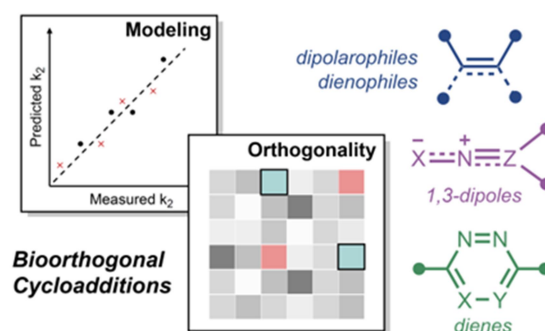 Modeling
Predicted k₂
Measured k₂
Orthogonality
Bioorthogonal
Cycloadditions
dipolarophiles
dienophiles
− +
X N Z
1,3-dipoles
N N
X Y
dienes